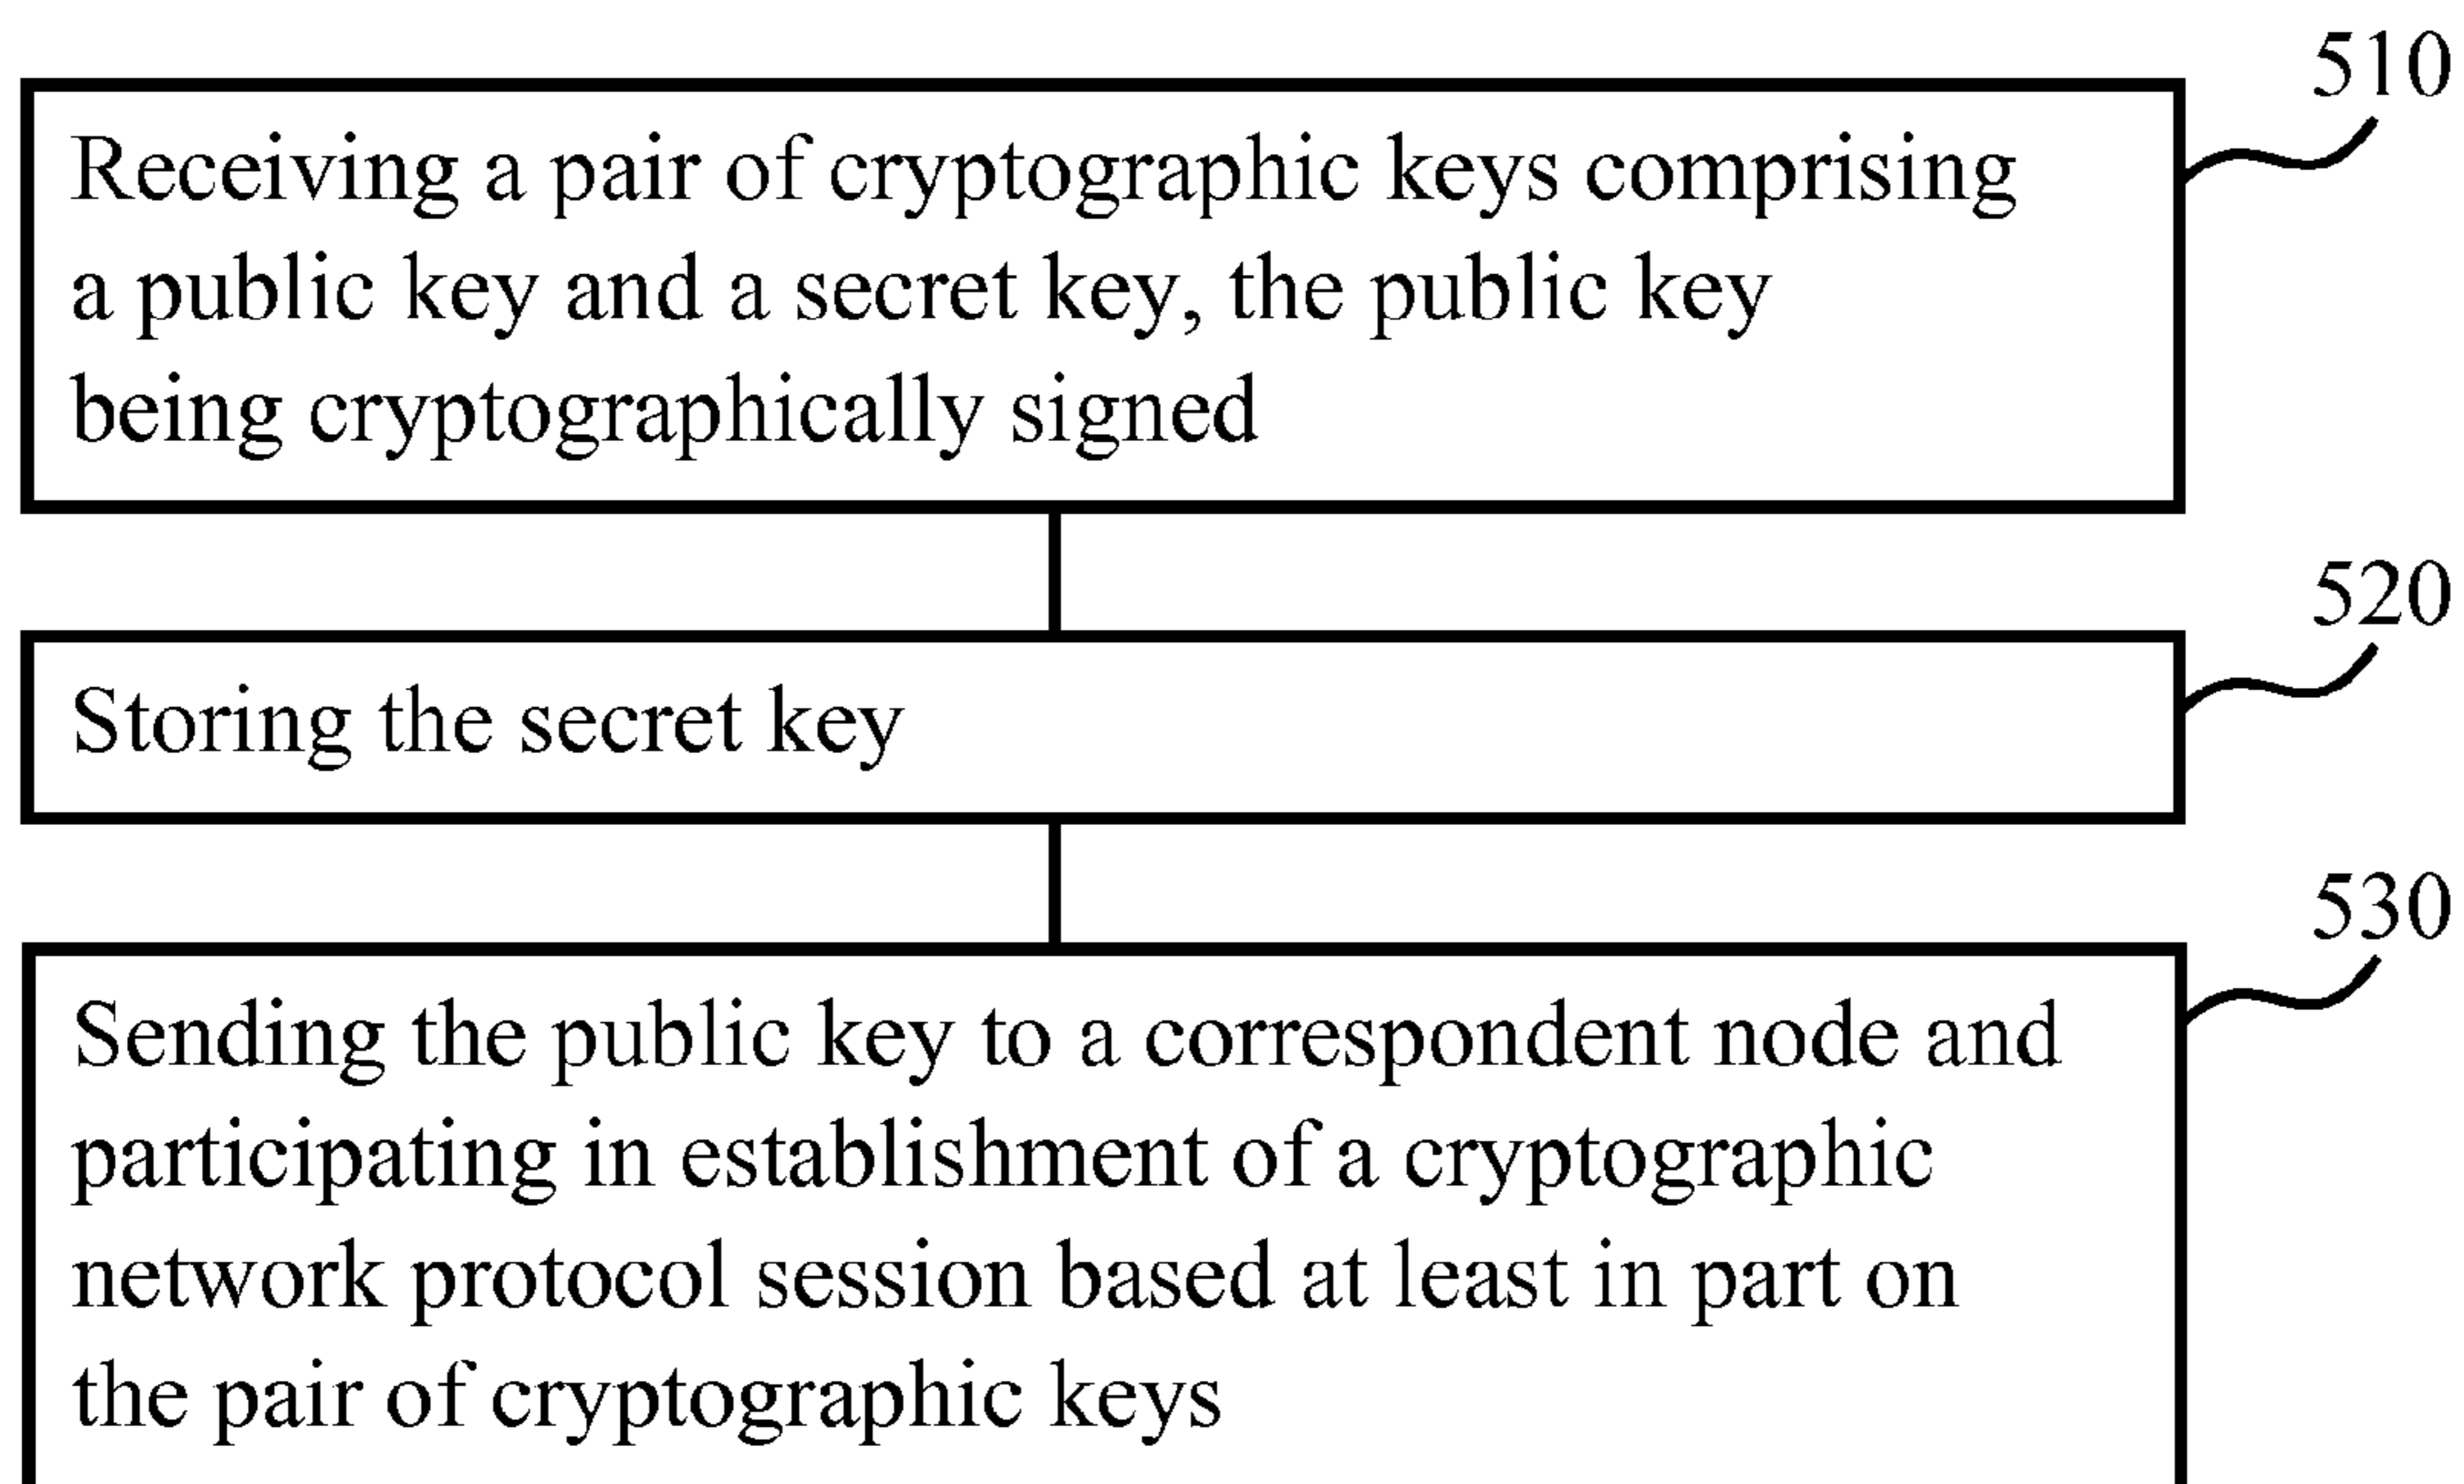 510
Receiving a pair of cryptographic keys comprising
a public key and a secret key, the public key
being cryptographically signed
520
Storing the secret key
530
Sending the public key to a correspondent node and
participating in establishment of a cryptographic
network protocol session based at least in part on
the pair of cryptographic keys